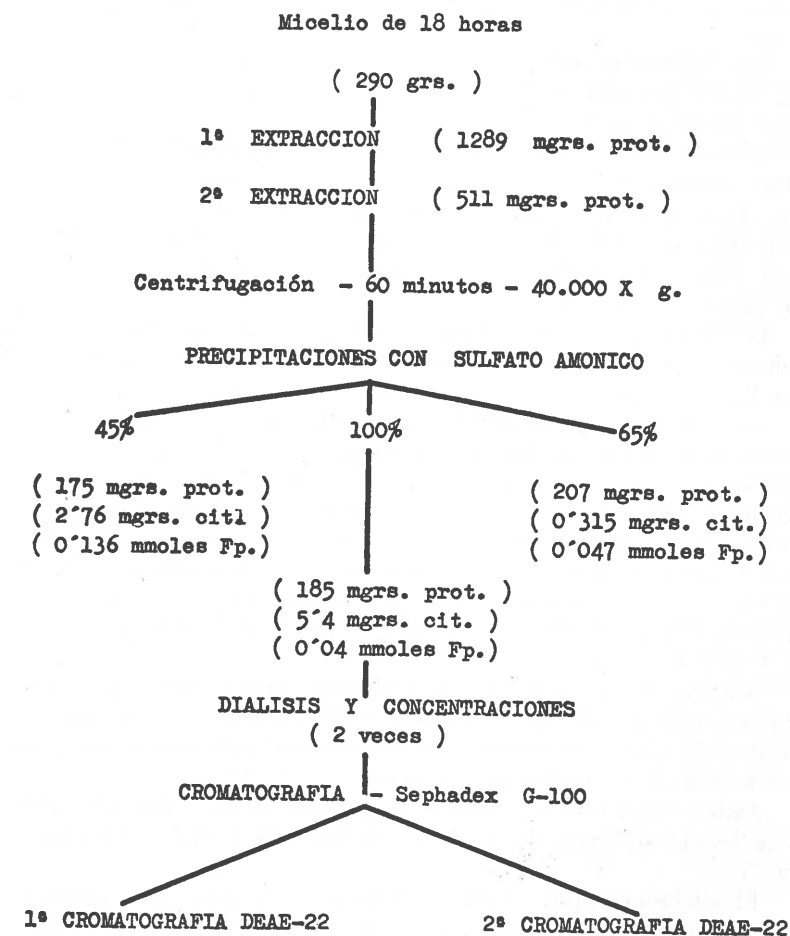 Micelio de 18 horas
( 290 grs. )
1ª EXTRACCION ( 1289 mgrs. prot. )
2ª EXTRACCION ( 511 mgrs. prot. )
Centrifugación - 60 minutos - 40.000 X g.
PRECIPITACIONES CON SULFATO AMONICO
45% 100% 65%
( 175 mgrs. prot. )
( 2´76 mgrs. citl )
( 0´136 mmoles Fp.)
( 207 mgrs. prot. )
( 0´315 mgrs. cit.)
( 0´047 mmoles Fp.)
( 185 mgrs. prot. )
( 5´4 mgrs. cit. )
( 0´04 mmoles Fp.)
DIALISIS Y CONCENTRACIONES
( 2 veces )
CROMATOGRAFIA - Sephadex G-100
1ª CROMATOGRAFIA DEAE-22 2ª CROMATOGRAFIA DEAE-22